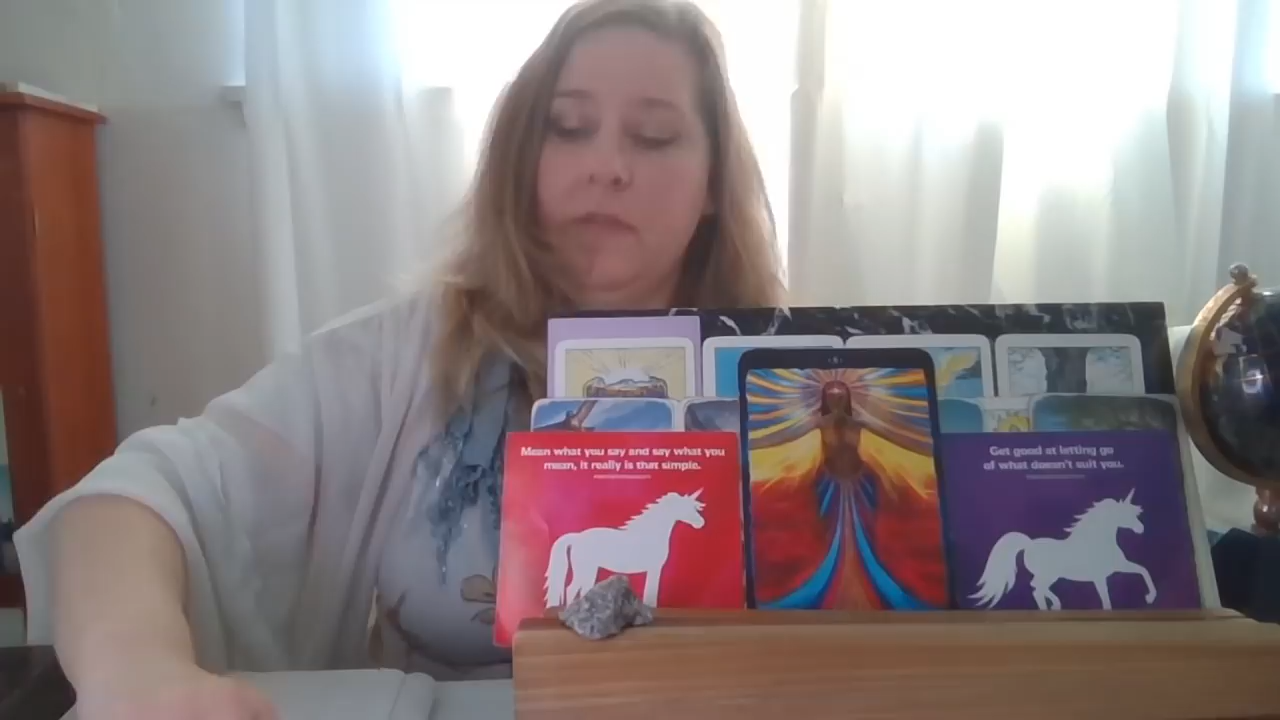 Mean what you say and say what you
mean, it really is that simple.
Get good at letting go
of what doesn't suit you.